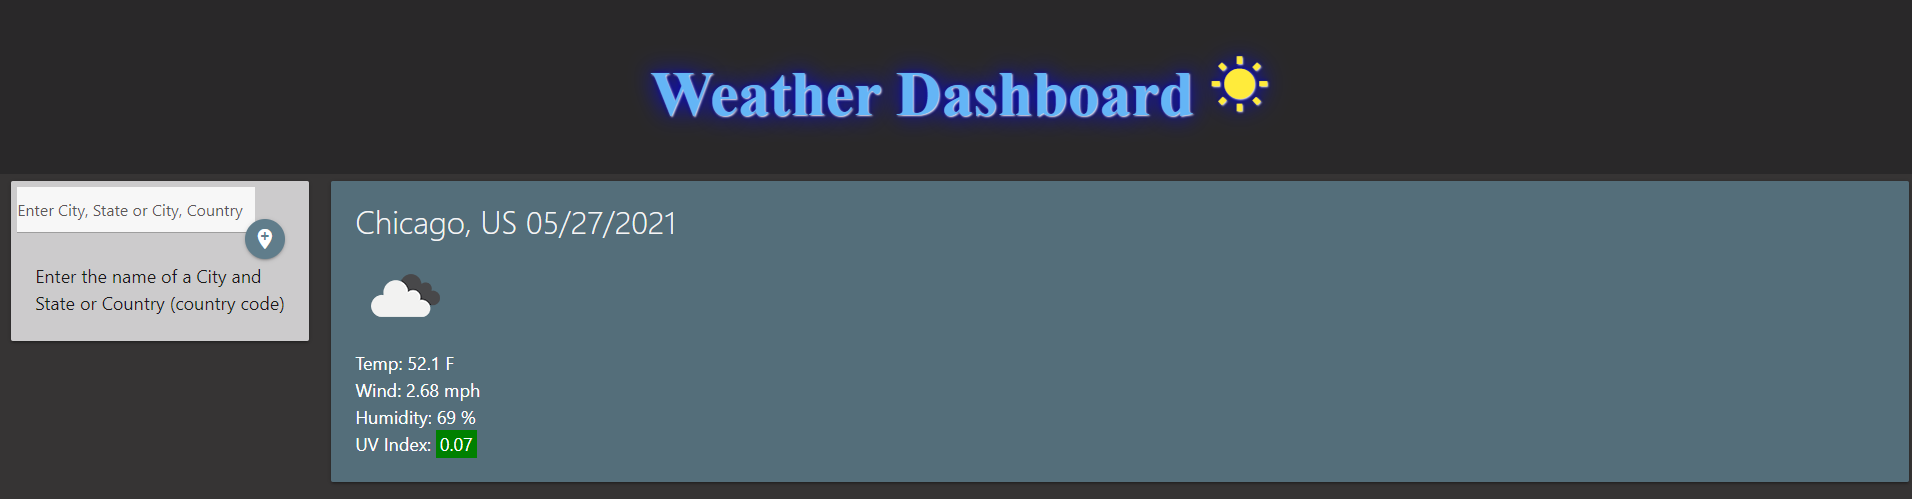 Weather Dashboard
Enter City, State or City, Country
Enter the name of a City and
State or Country (country code)
Chicago, US 05/27/2021
Temp: 52.1 F
Wind: 2.68 mph
Humidity: 69 %
UV Index: 0.07